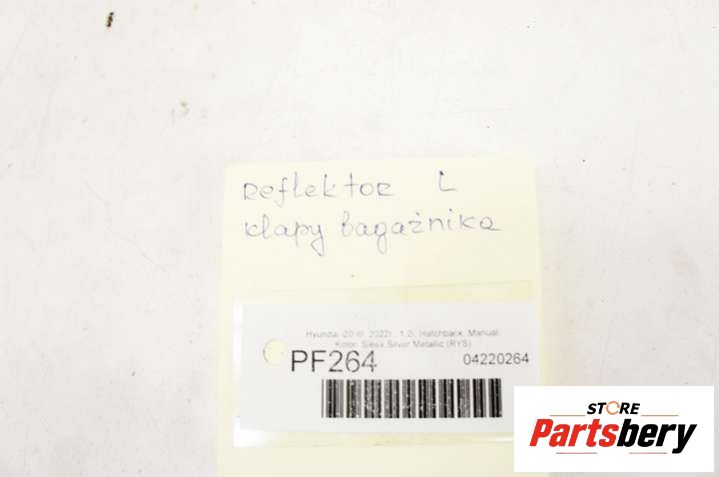 Reflektor L
klapy bagażnika
Hyundai i20 III, 2022r., 1.2i, Hatchback, Manual
Kolor: Sleek Silver Metallic (RYS)
PF264
04220264
STORE
Partsbery